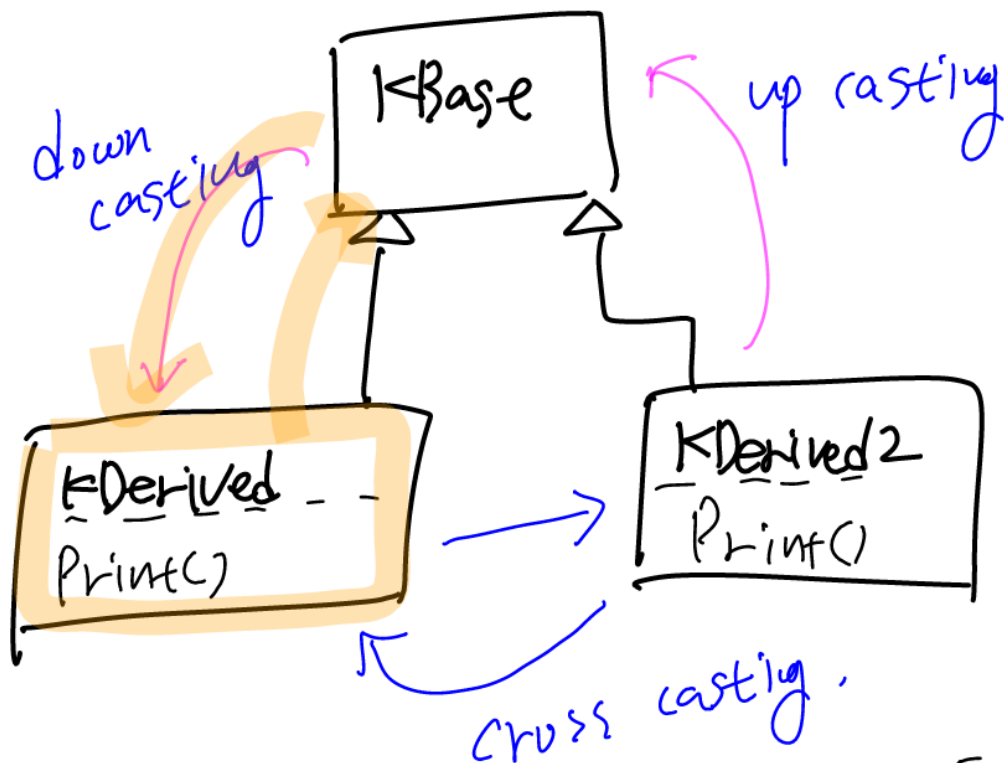 KBase
up casting
down
casting
KDerived
Print()
KDerived2
Print()
cross casting.